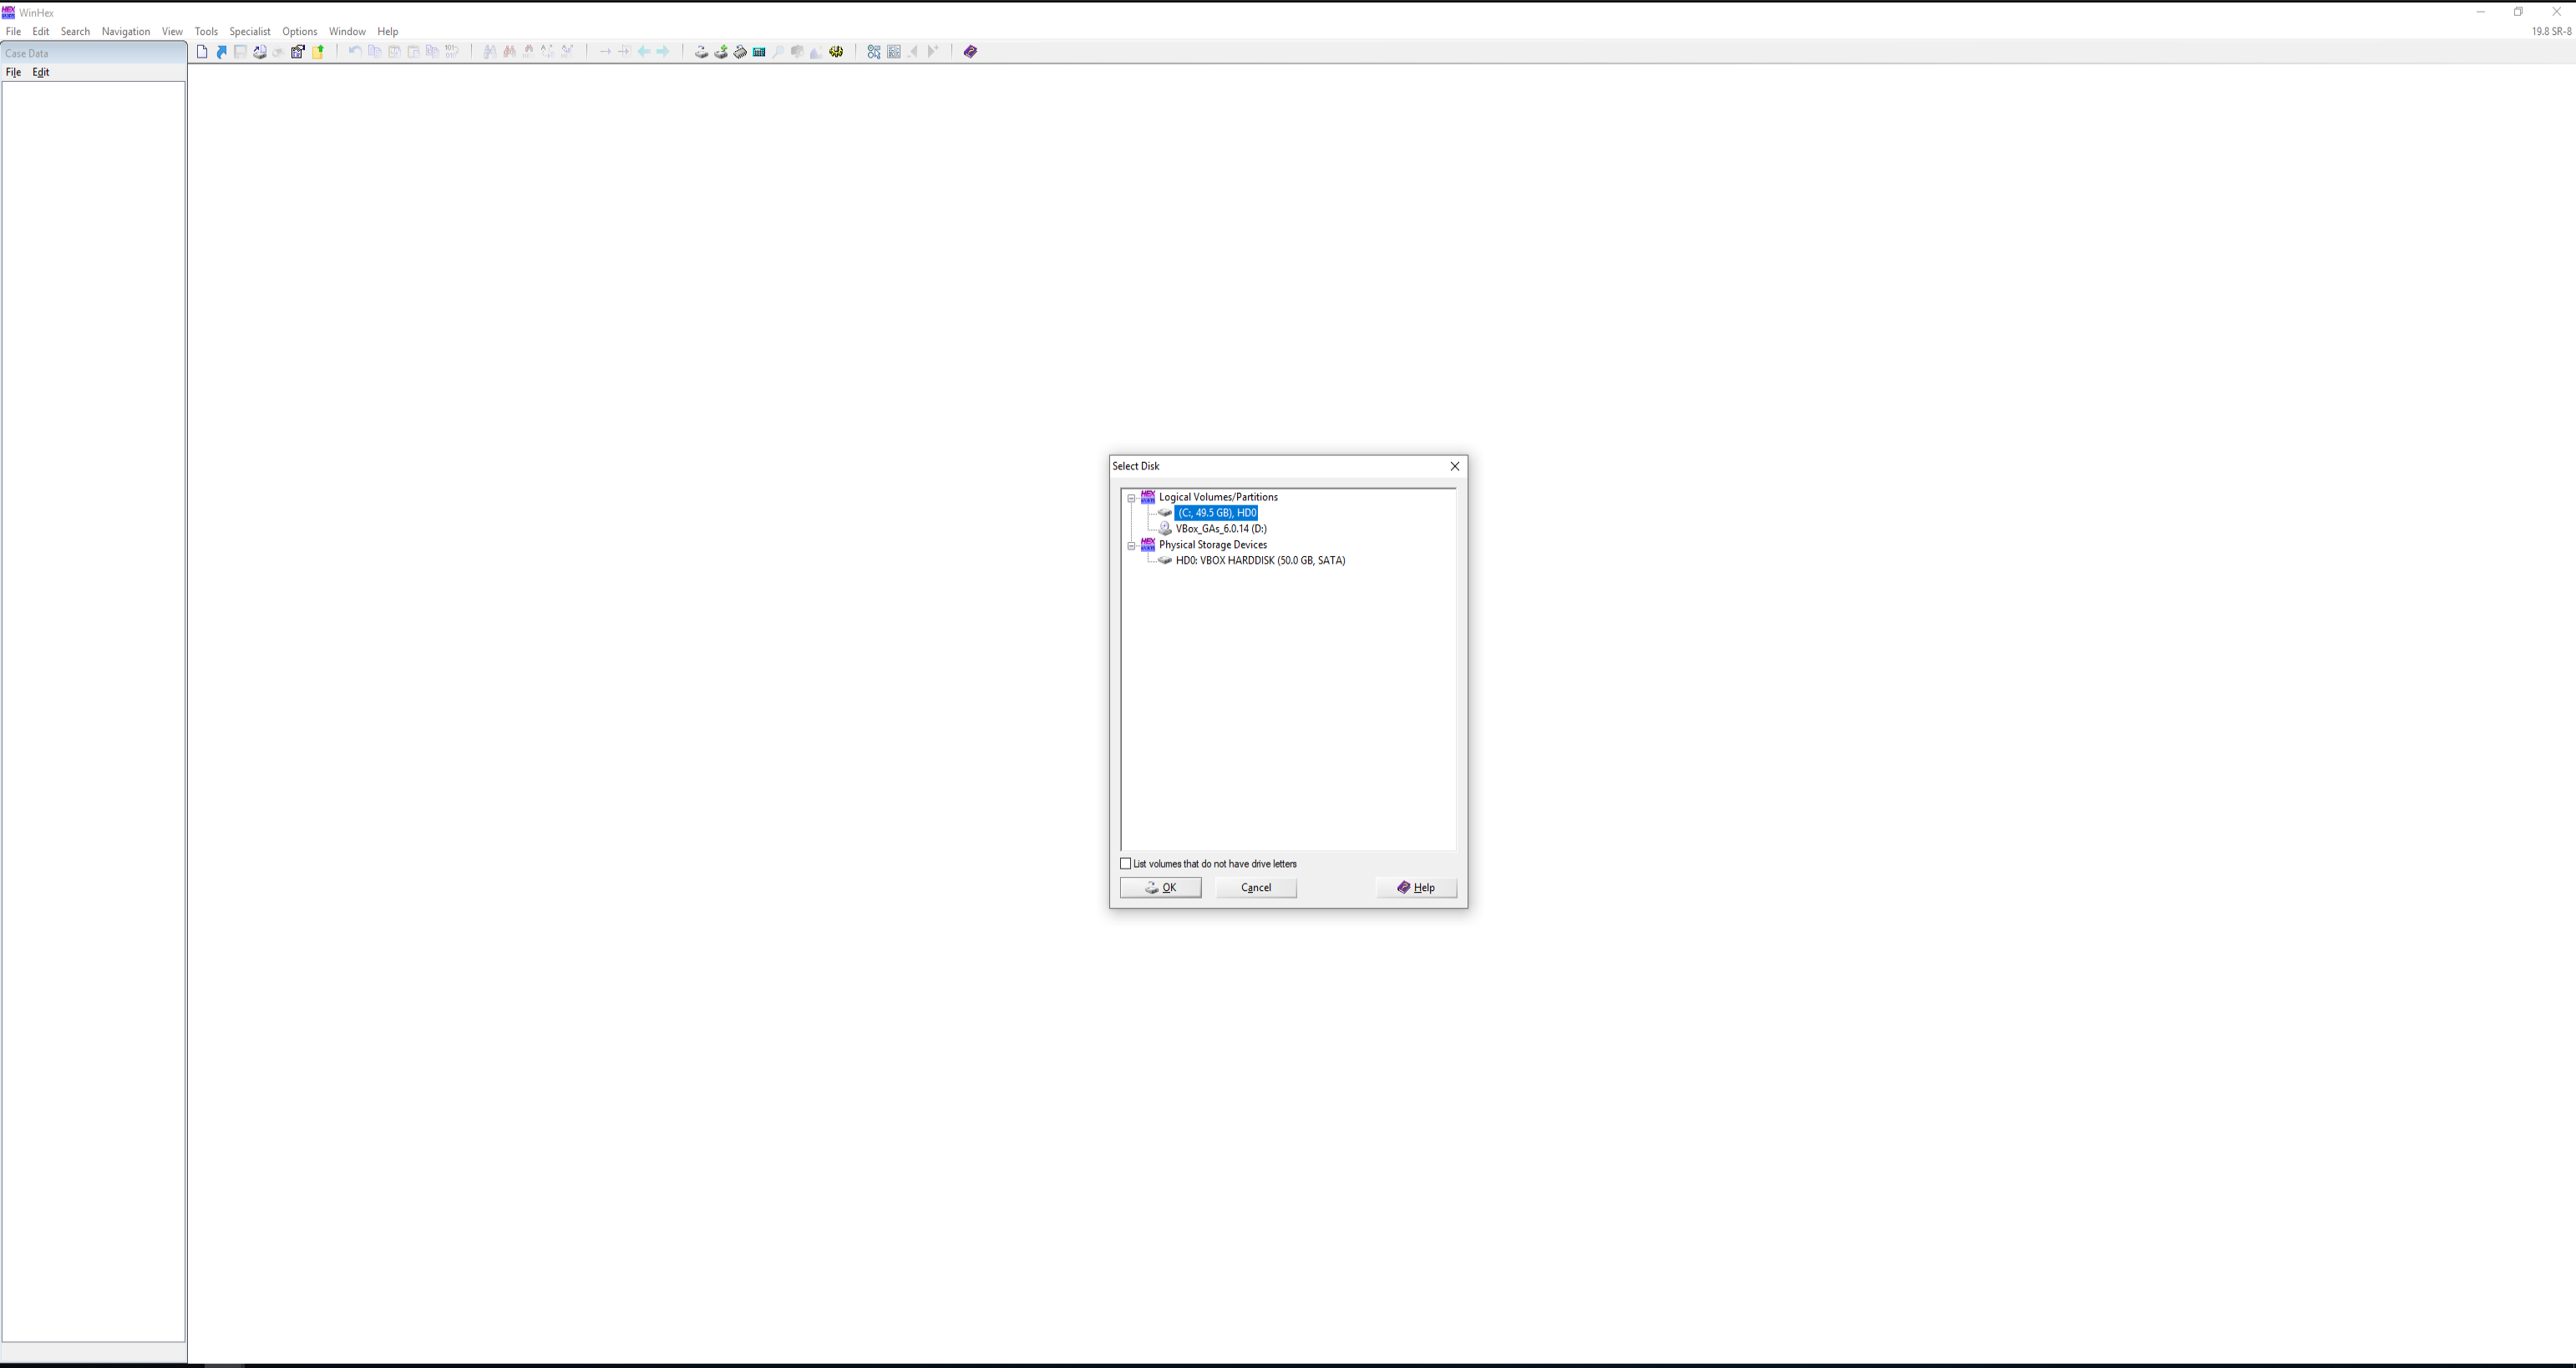 WinHex
File Edit Search Navigation View Tools Specialist Options Window Help
19.8 SR-8
Case Data
File Edit
Select Disk
Logical Volumes/Partitions
(C:, 49.5 GB), HD0
VBox_GAs_6.0.14 (D:)
Physical Storage Devices
HD0: VBOX HARDDISK (50.0 GB, SATA)
List volumes that do not have drive letters
OK Cancel Help